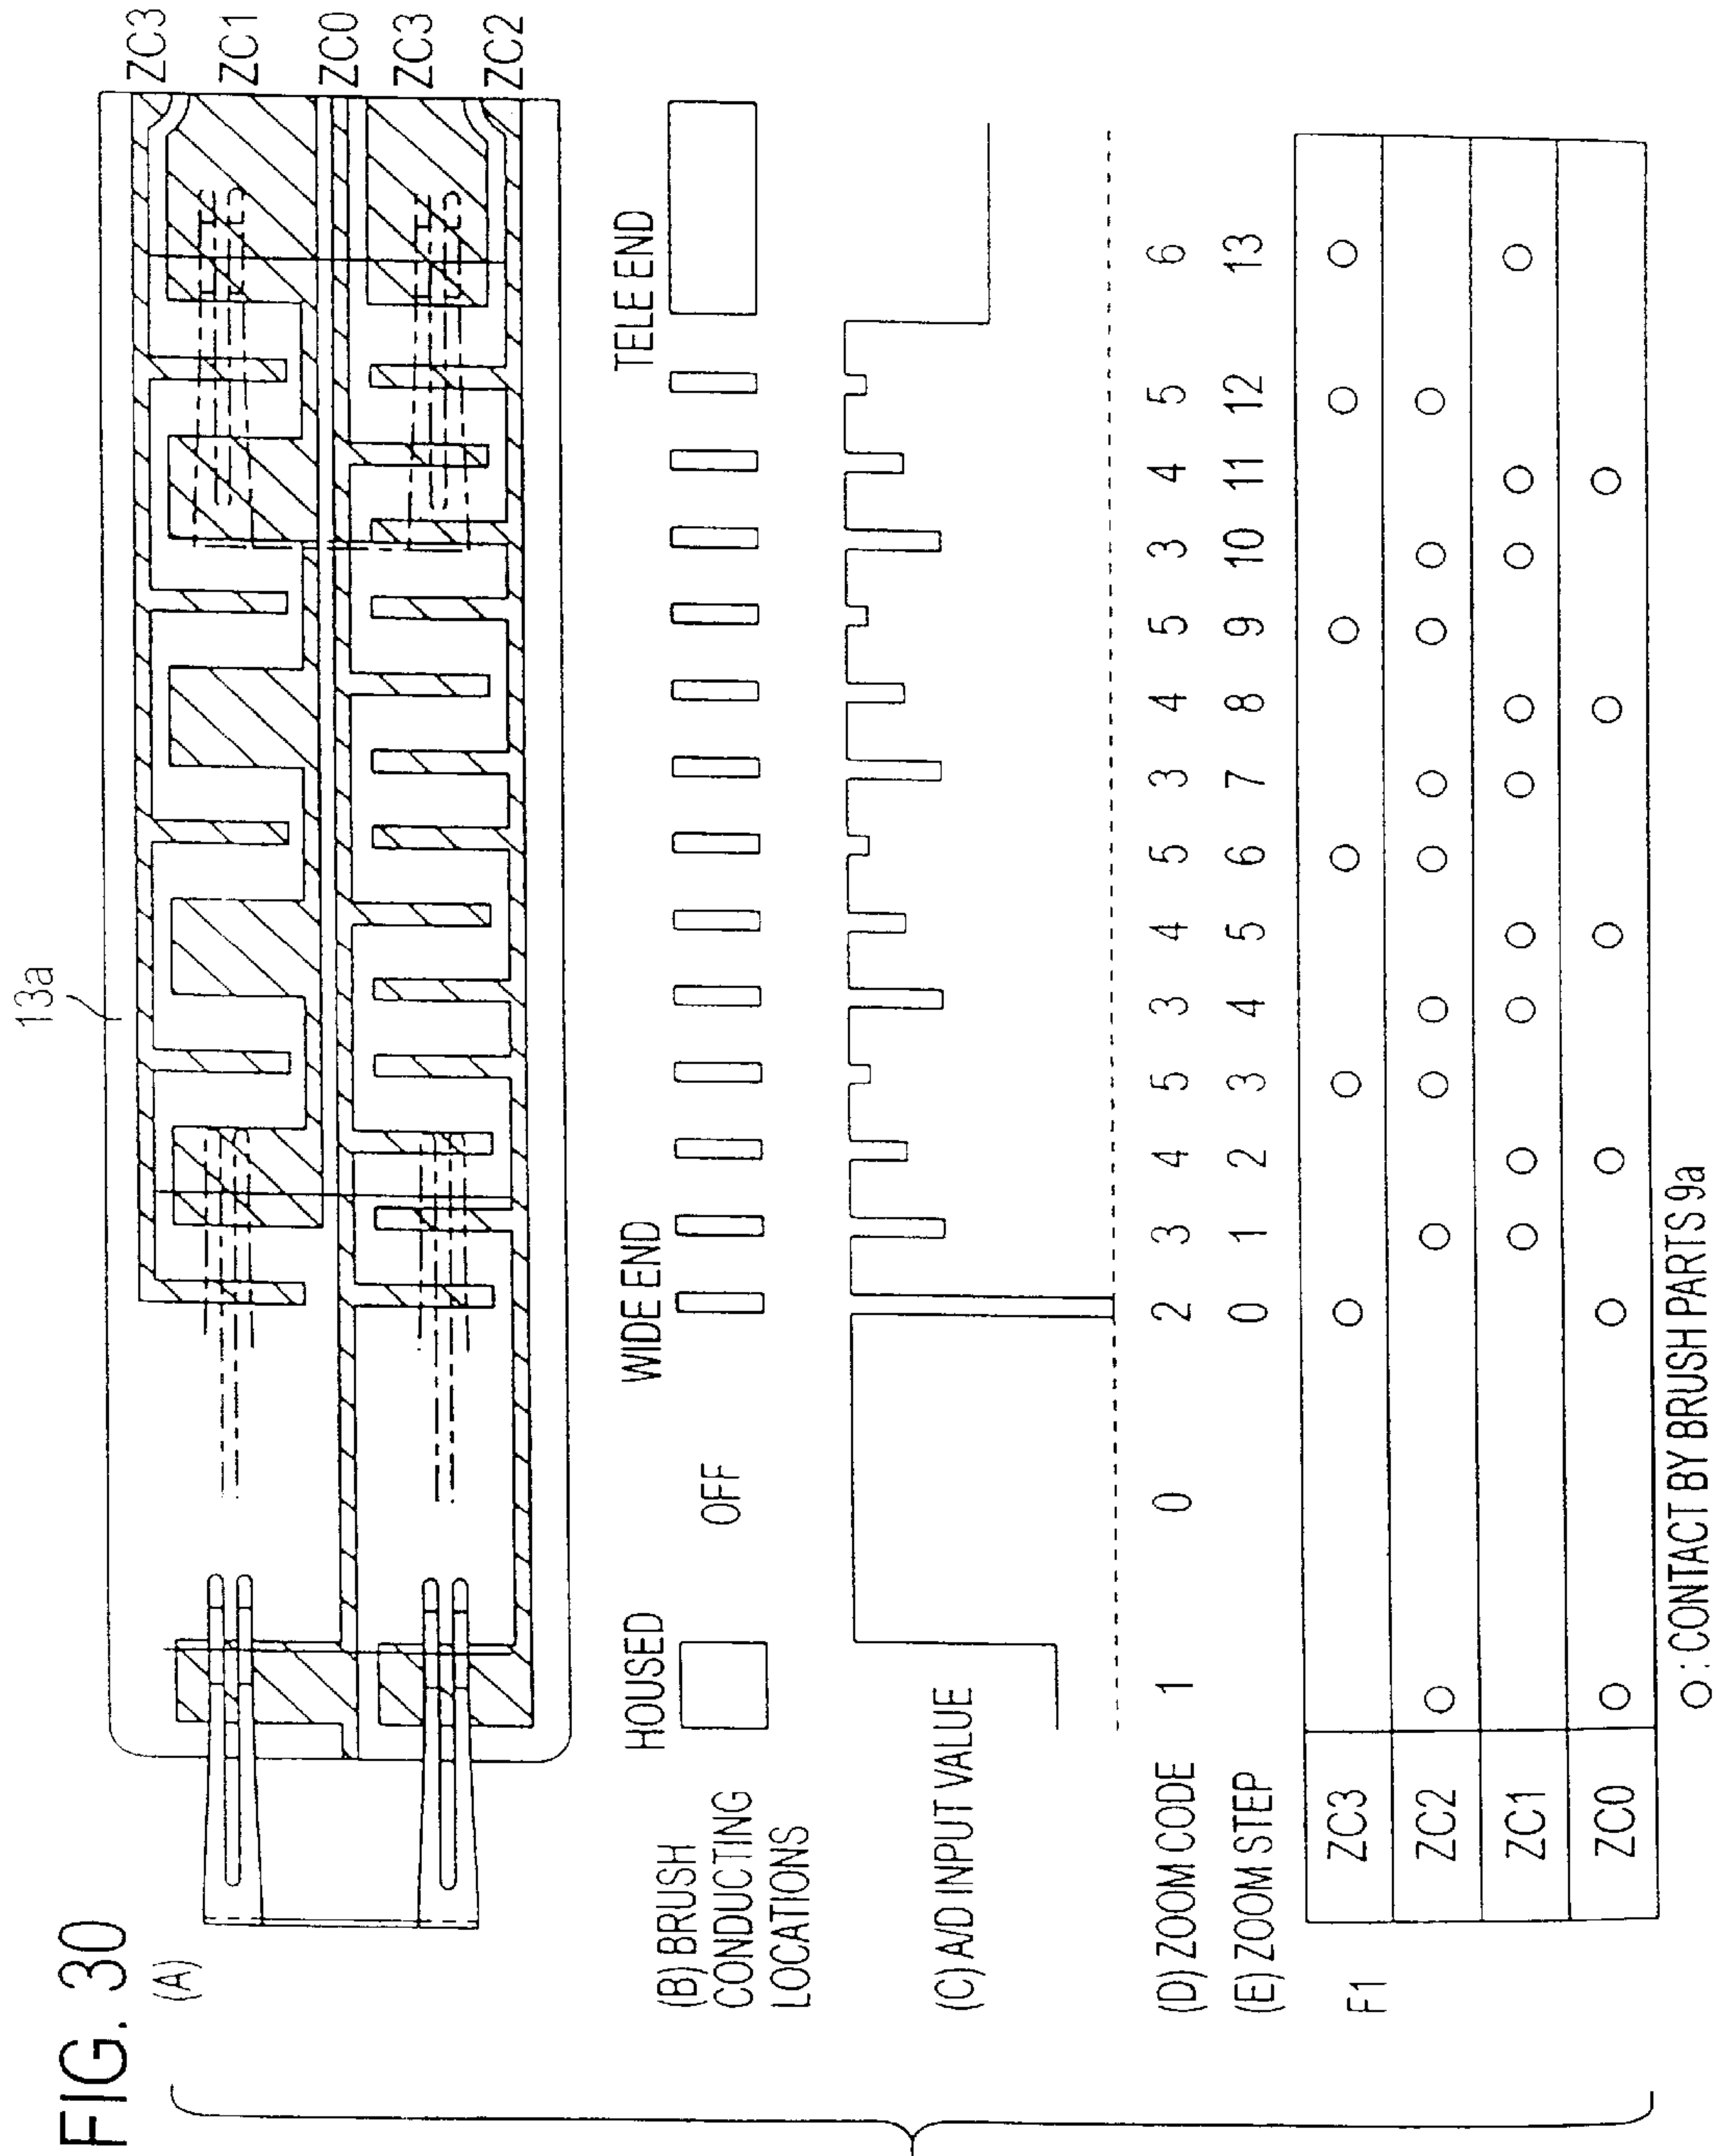 FIG. 30
(A)
13a
ZC3
ZC1
ZC0
ZC3
ZC2
HOUSED OFF WIDE END TELE END
(B) BRUSH
CONDUCTING
LOCATIONS
(C) A/D INPUT VALUE
(D) ZOOM CODE 1 0 2 3 4 5 3 4 5 3 4 5 3 4 5 6
(E) ZOOM STEP 0 1 2 3 4 5 6 7 8 9 10 11 12 13
F1
ZC3 ○ ○ ○ ○ ○ ○
ZC2 ○ ○ ○ ○ ○ ○ ○ ○ ○
ZC1 ○ ○ ○ ○ ○ ○ ○ ○ ○
ZC0 ○ ○ ○ ○ ○ ○
○ : CONTACT BY BRUSH PARTS 9a